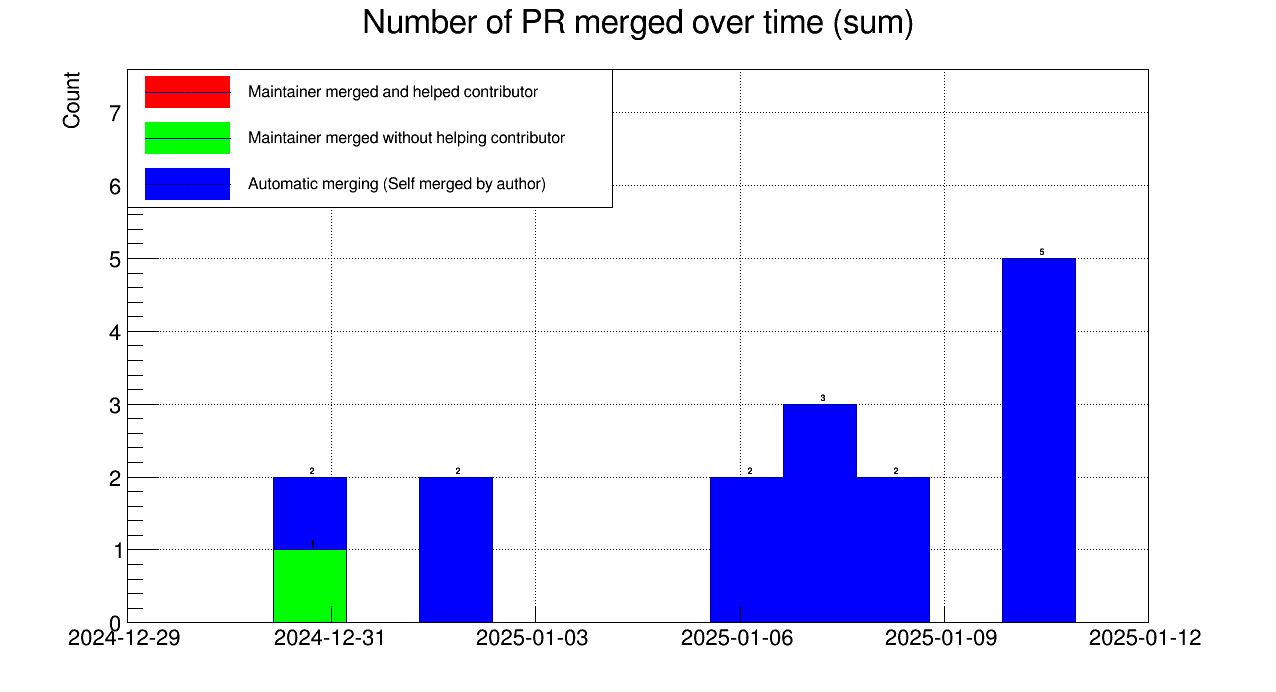 Number of PR merged over time (sum)
Count
Maintainer merged and helped contributor
Maintainer merged without helping contributor
Automatic merging (Self merged by author)
7
6
5
4
3
2
1
0
2
1
2
2
3
2
5
2024-12-29 2024-12-31 2025-01-03 2025-01-06 2025-01-09 2025-01-12